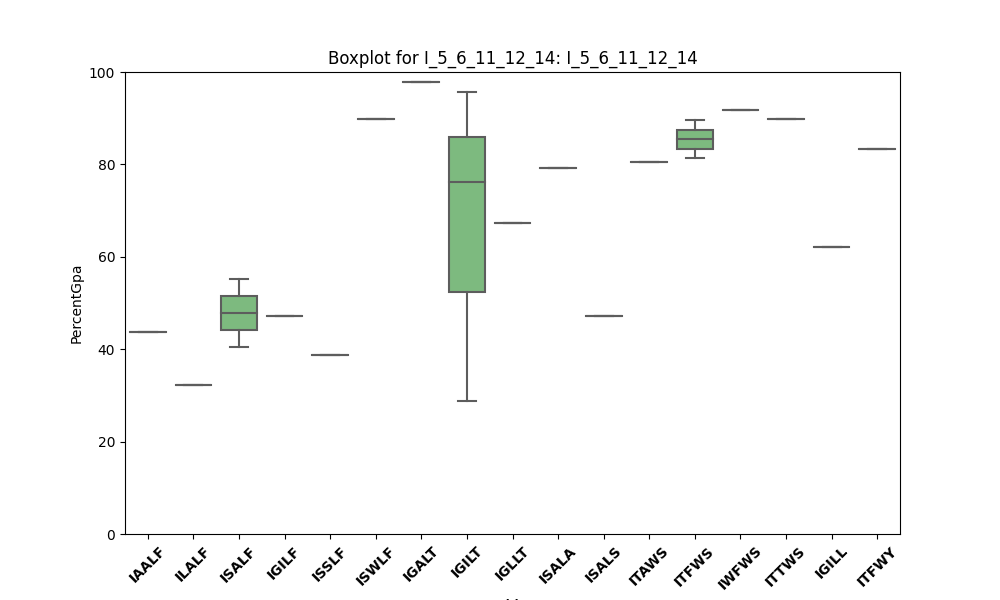 Boxplot for I_5_6_11_12_14: I_5_6_11_12_14
100
80
60
40
20
0
PercentGpa
IAALF
ILALF
ISALF
IGILF
ISSLF
ISWLF
IGALT
IGILT
IGLLT
ISALA
ISALS
ITAWS
ITFWS
IWFWS
ITTWS
IGILL
ITFWY